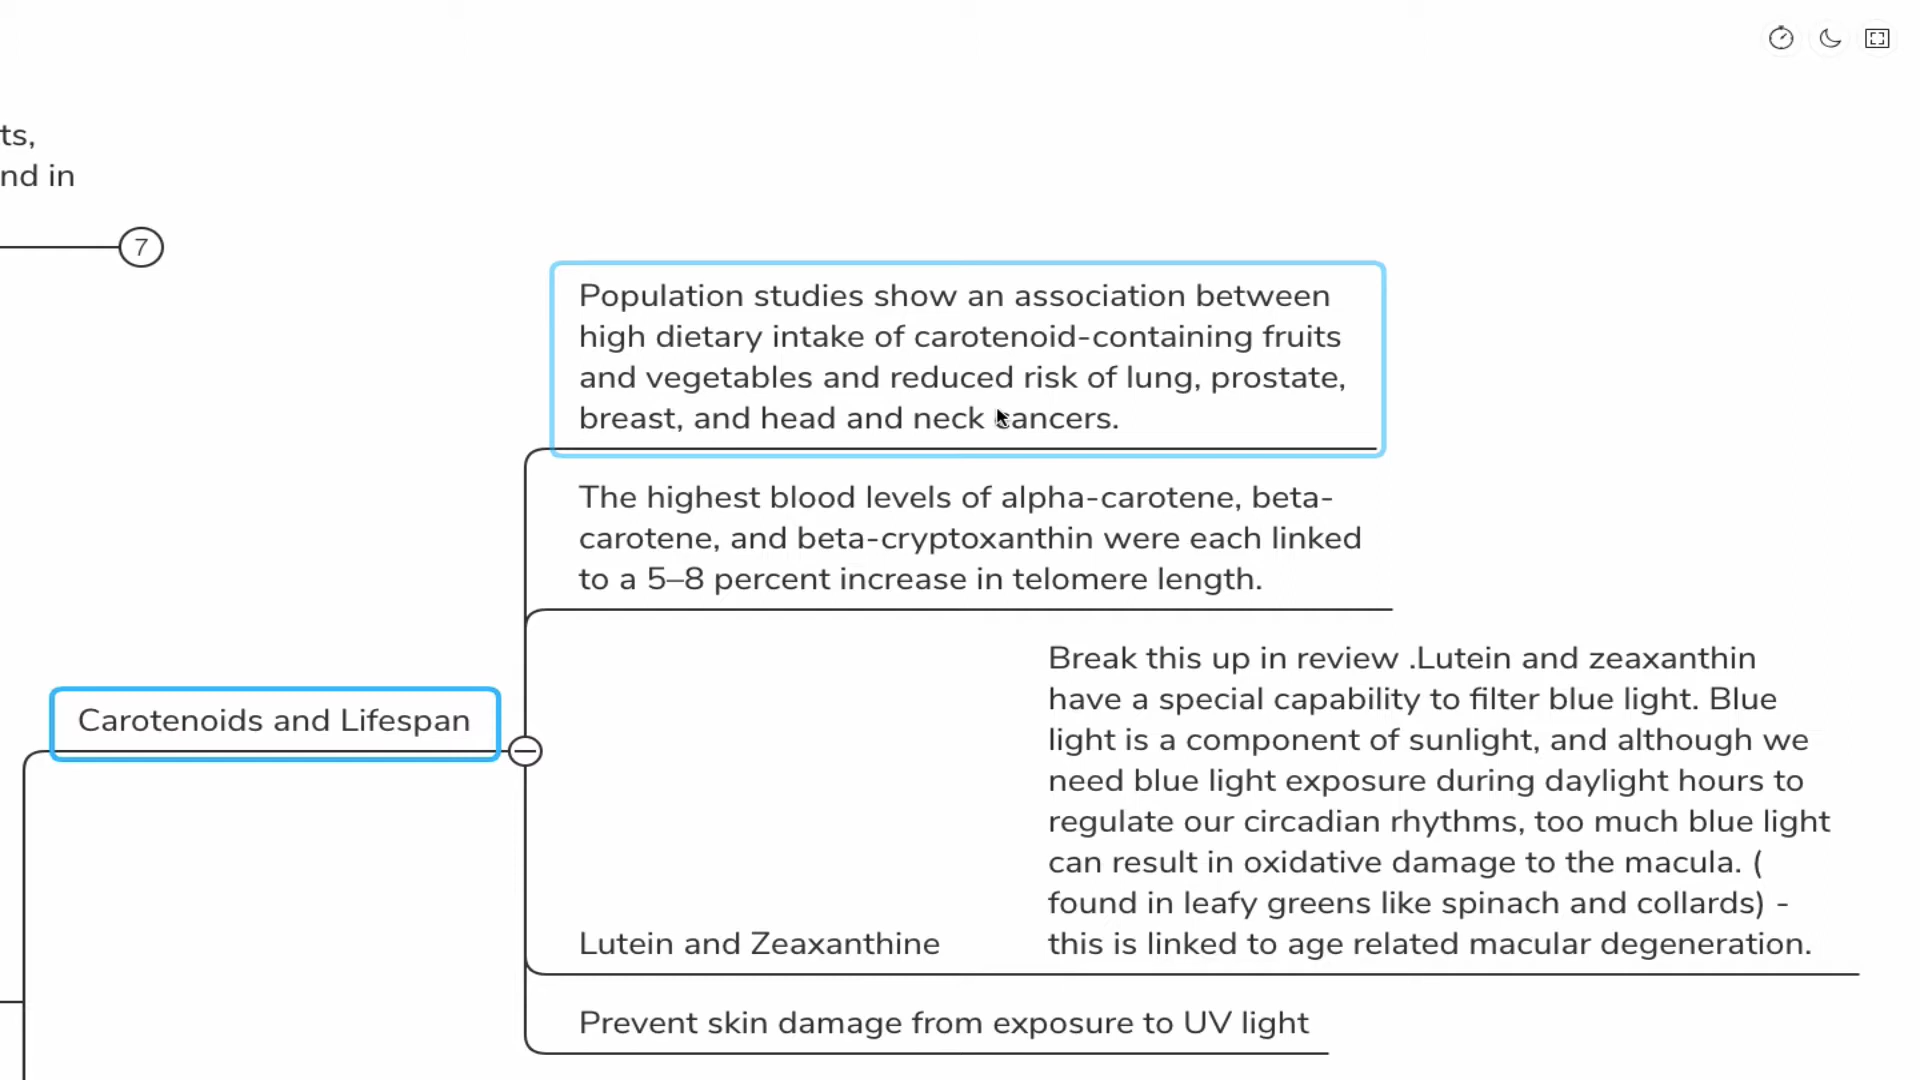 ts,
nd in
7
Population studies show an association between
high dietary intake of carotenoid-containing fruits
and vegetables and reduced risk of lung, prostate,
breast, and head and neck cancers.
The highest blood levels of alpha-carotene, beta-
carotene, and beta-cryptoxanthin were each linked
to a 5–8 percent increase in telomere length.
Carotenoids and Lifespan
Break this up in review .Lutein and zeaxanthin
have a special capability to filter blue light. Blue
light is a component of sunlight, and although we
need blue light exposure during daylight hours to
regulate our circadian rhythms, too much blue light
can result in oxidative damage to the macula. (
found in leafy greens like spinach and collards) -
this is linked to age related macular degeneration.
Lutein and Zeaxanthine
Prevent skin damage from exposure to UV light